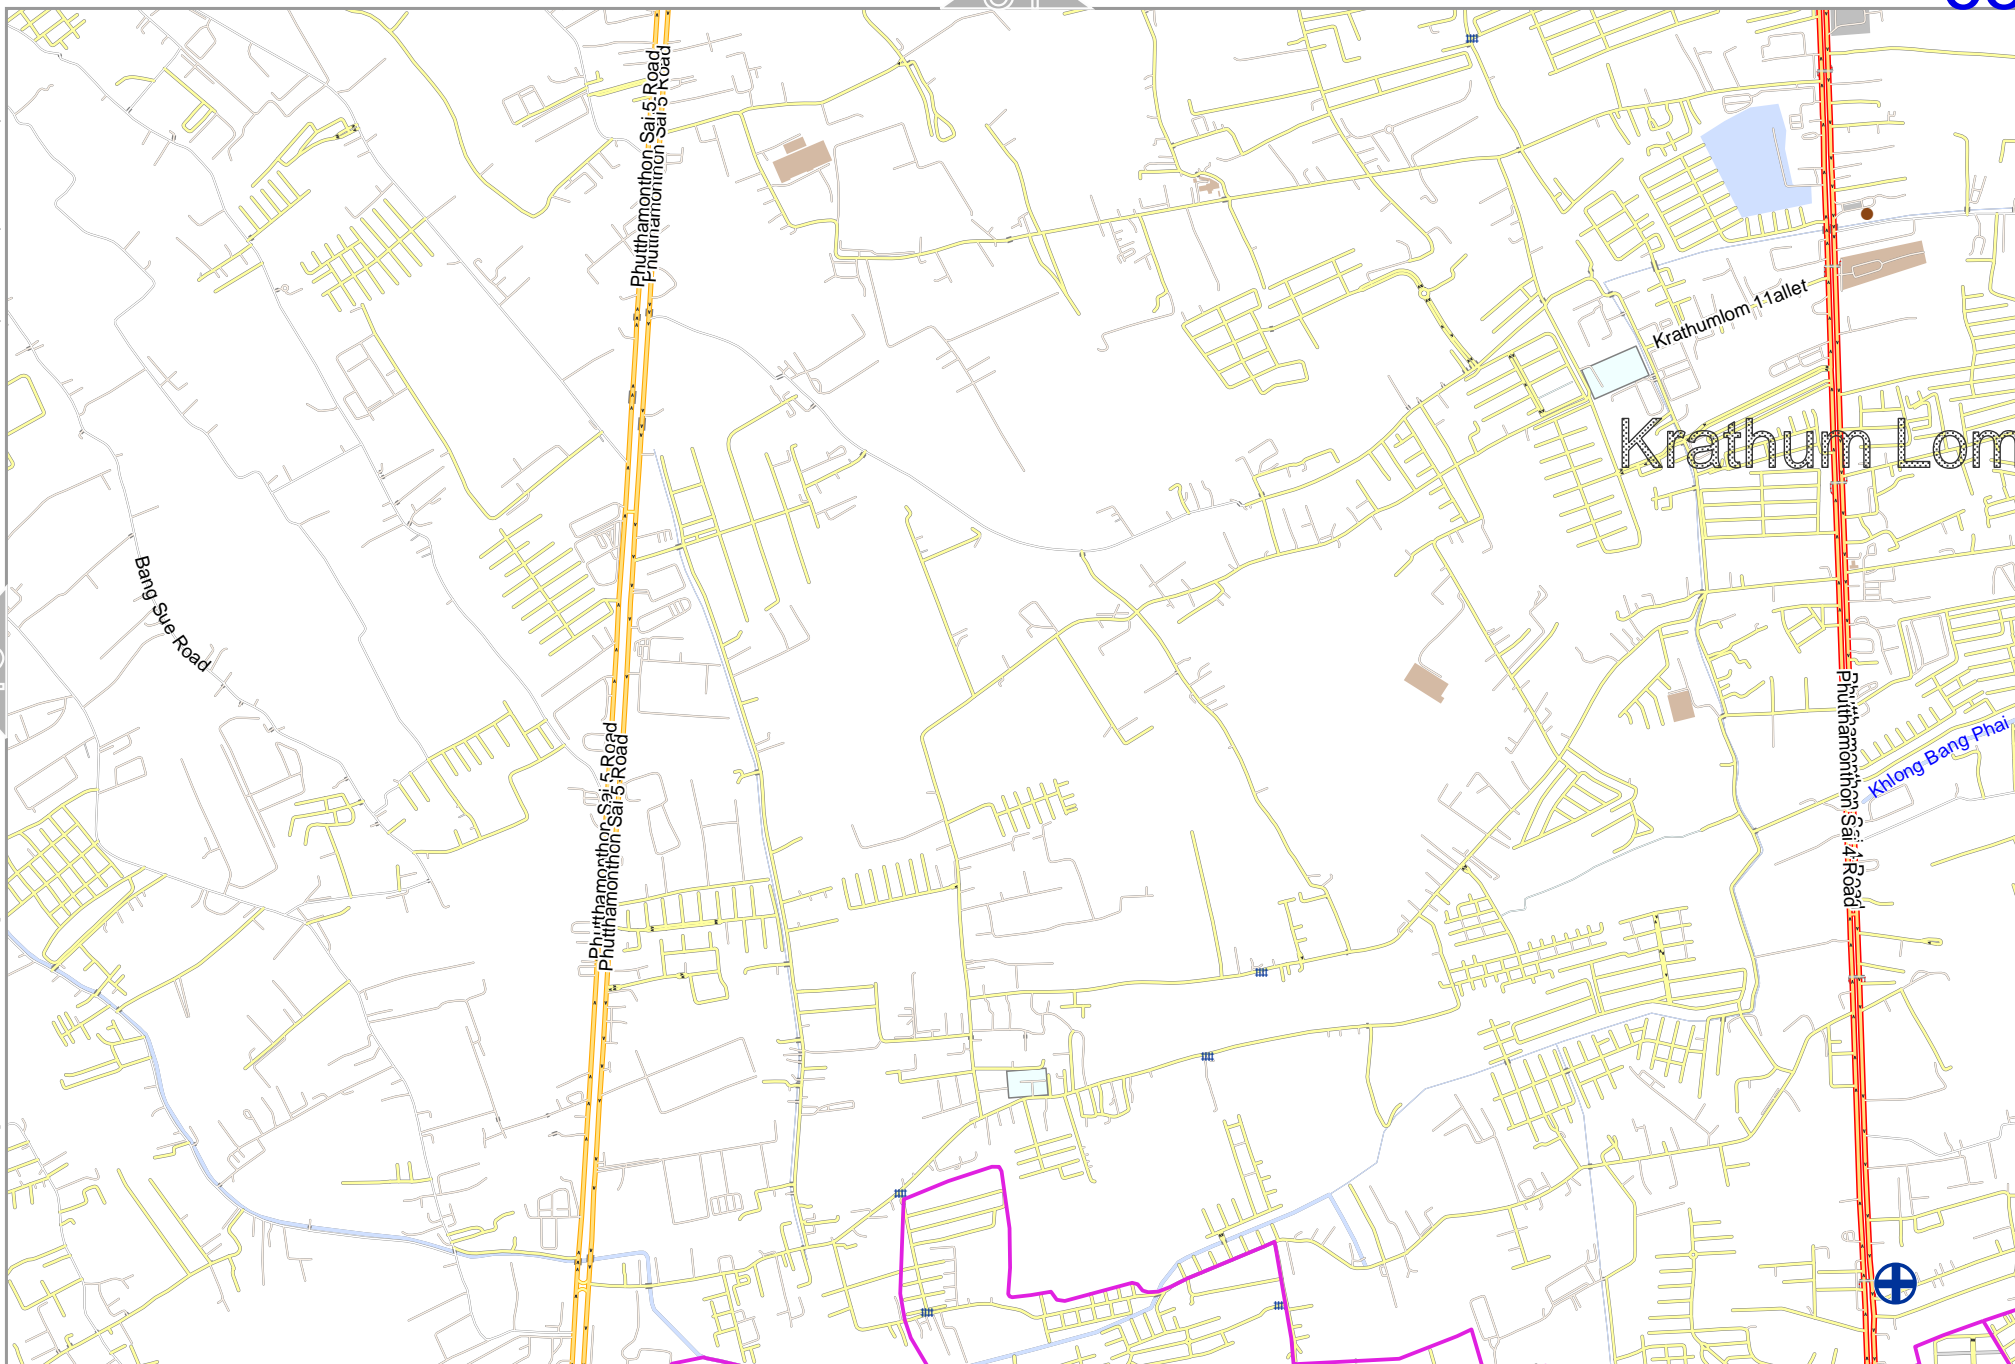 Phutthamonthon Sai 5 Road
Phutthamonthon Sai 5 Road
Krathumlom 11allet
Krathum Lom
Bang Sue Road
Phutthamonthon Sai 4 Road
Phutthamonthon Sai 4 Road
Khlong Bang Phai
Phutthamonthon Sai 5 Road
Phutthamonthon Sai 5 Road